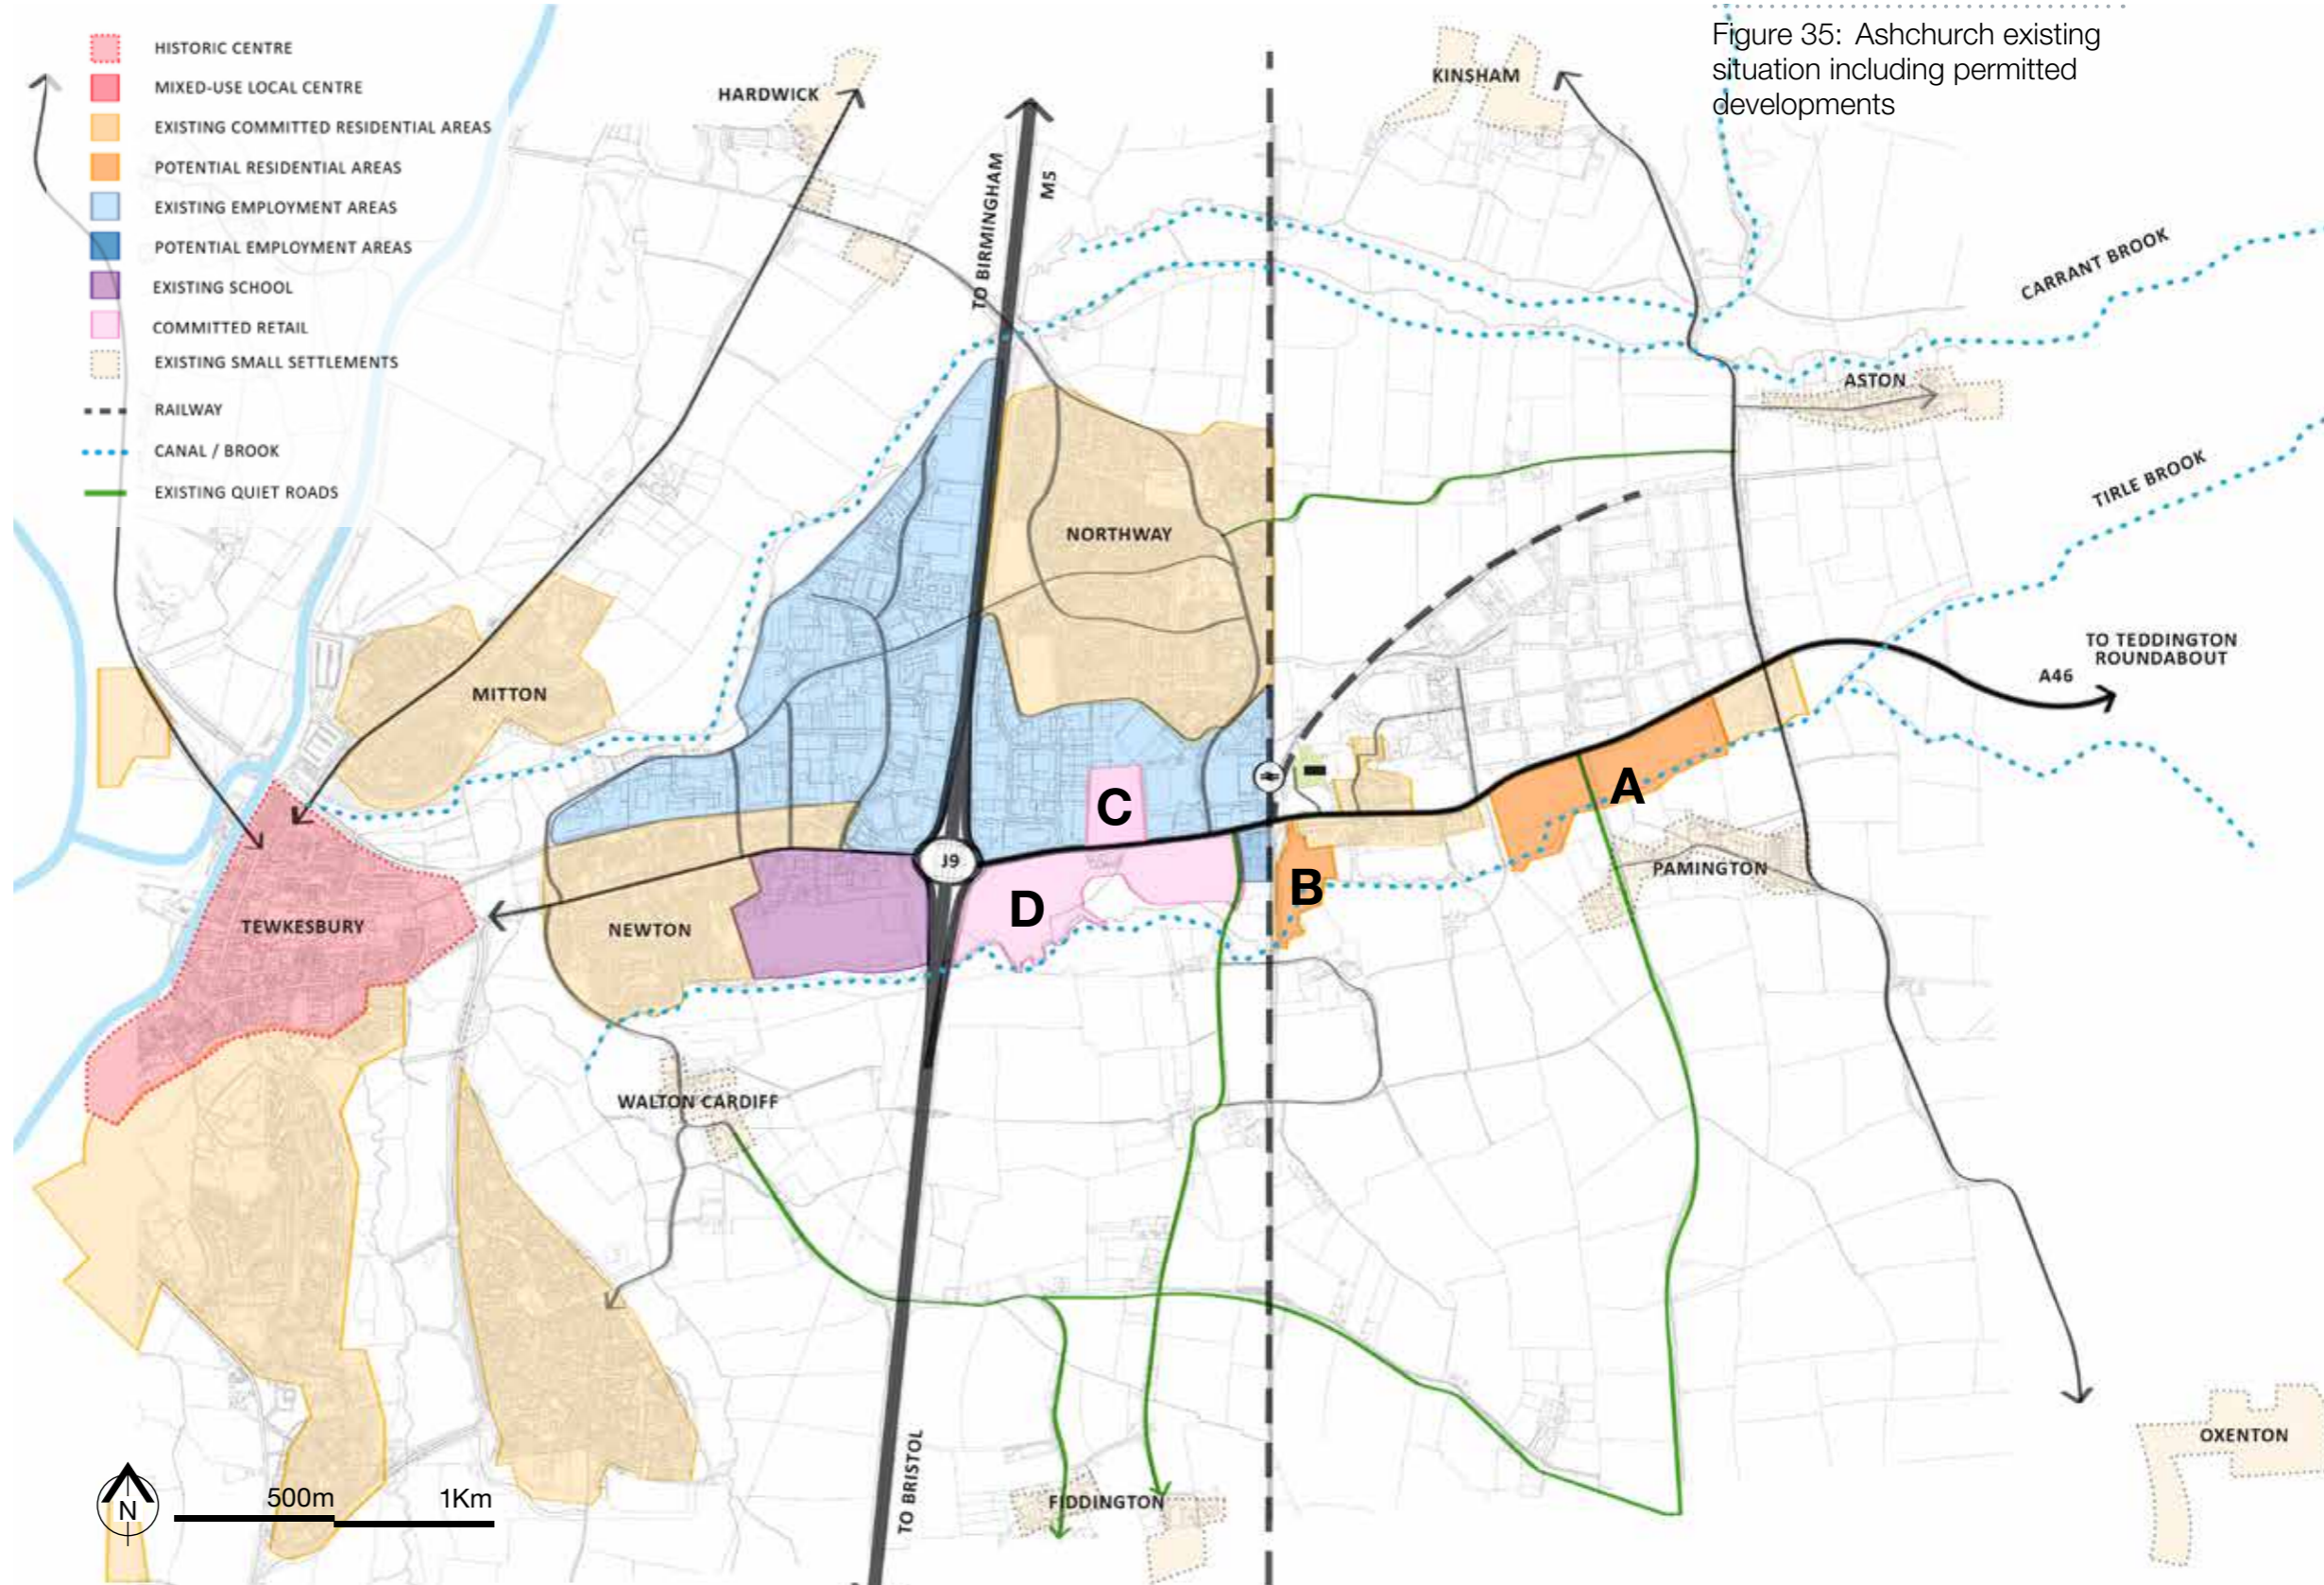 Figure 35: Ashchurch existing
situation including permitted
developments
HISTORIC CENTRE
MIXED-USE LOCAL CENTRE
EXISTING COMMITTED RESIDENTIAL AREAS
POTENTIAL RESIDENTIAL AREAS
EXISTING EMPLOYMENT AREAS
POTENTIAL EMPLOYMENT AREAS
EXISTING SCHOOL
COMMITTED RETAIL
EXISTING SMALL SETTLEMENTS
RAILWAY
CANAL / BROOK
EXISTING QUIET ROADS
HARDWICK
KINSHAM
TO BIRMINGHAM
M5
CARRANT BROOK
ASTON
TIRLE BROOK
NORTHWAY
TO TEDDINGTON
ROUNDABOUT
A46
MITTON
A
C
J9
PAMINGTON
B
D
TEWKESBURY
NEWTON
WALTON CARDIFF
TO BRISTOL
OXENTON
FIDDINGTON
500m
1Km
N